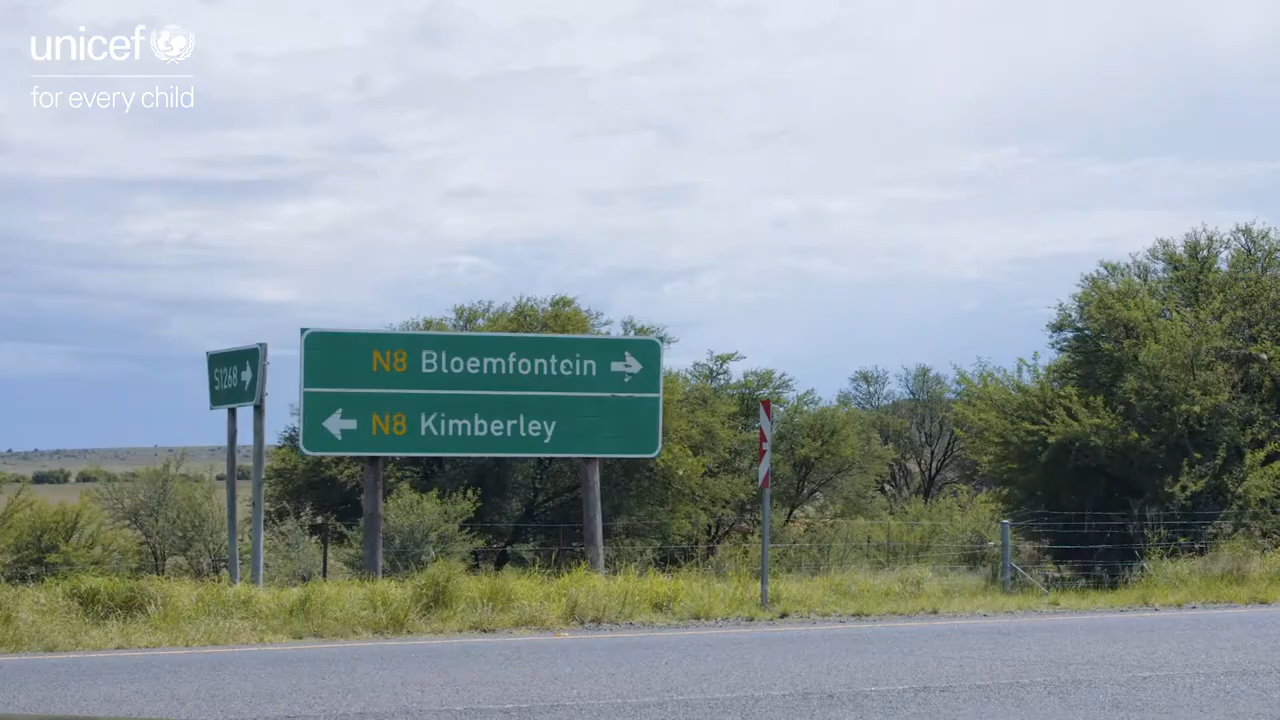 unicef
for every child
S1268
N8 Bloemfontein
N8 Kimberley